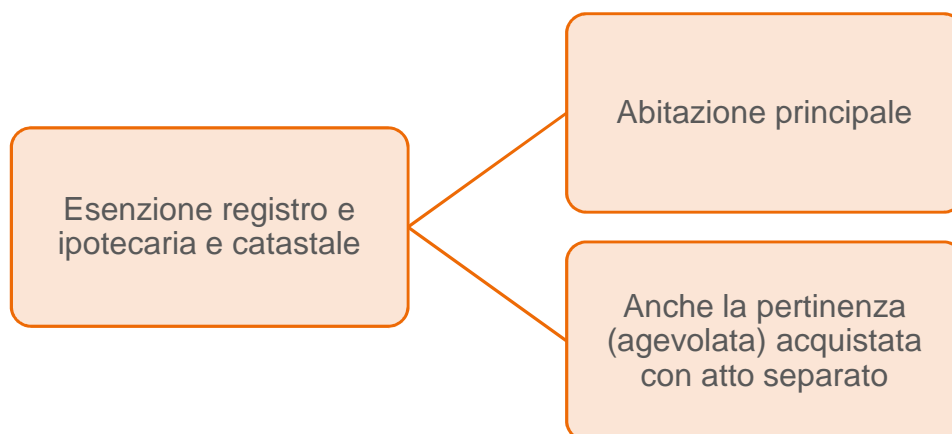 Esenzione registro e
ipotecaria e catastale
Abitazione principale
Anche la pertinenza
(agevolata) acquistata
con atto separato